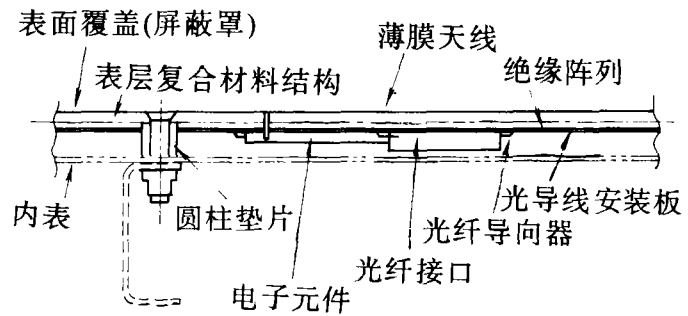 表面覆盖(屏蔽罩)
薄膜天线
表层复合材料结构
绝缘阵列
内表
圆柱垫片
光导线安装板
光纤导向器
光纤接口
电子元件